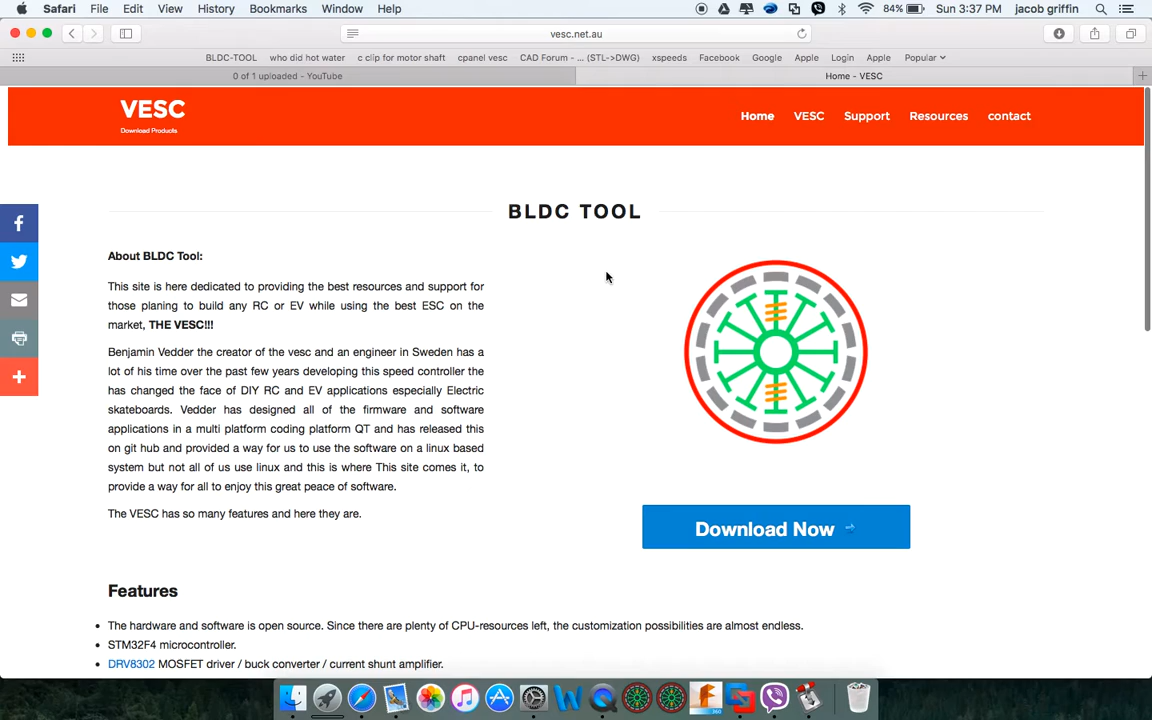 Safari File Edit View History Bookmarks Window Help 84% Sun 3:37 PM jacob griffin
vesc.net.au
BLDC-TOOL who did hot water c clip for motor shaft cpanel vesc CAD Forum - ... (STL->DWG) xspeeds Facebook Google Apple Login Apple Popular
0 of 1 uploaded - YouTube Home - VESC
VESC
Download Products
Home VESC Support Resources contact
BLDC TOOL
About BLDC Tool:
This site is here dedicated to providing the best resources and support for
those planing to build any RC or EV while using the best ESC on the
market, THE VESC!!!
Benjamin Vedder the creator of the vesc and an engineer in Sweden has a
lot of his time over the past few years developing this speed controller the
has changed the face of DIY RC and EV applications especially Electric
skateboards. Vedder has designed all of the firmware and software
applications in a multi platform coding platform QT and has released this
on git hub and provided a way for us to use the software on a linux based
system but not all of us use linux and this is where This site comes it, to
provide a way for all to enjoy this great peace of software.
The VESC has so many features and here they are.
Download Now
Features
The hardware and software is open source. Since there are plenty of CPU-resources left, the customization possibilities are almost endless.
STM32F4 microcontroller.
DRV8302 MOSFET driver / buck converter / current shunt amplifier.
360